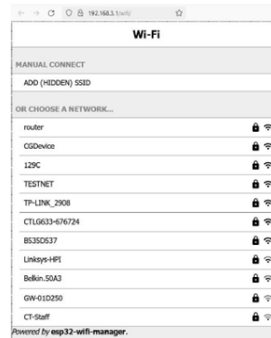 192.168.1.1/wifi/
Wi-Fi
MANUAL CONNECT
ADD (HIDDEN) SSID
OR CHOOSE A NETWORK...
router
CGDevice
129C
TESTNET
TP-LINK_2908
CTLG633-676724
BS35D537
Linksys-HPI
Belkin.50A3
GW-01D250
CT-Staff
Powered by esp32-wifi-manager.